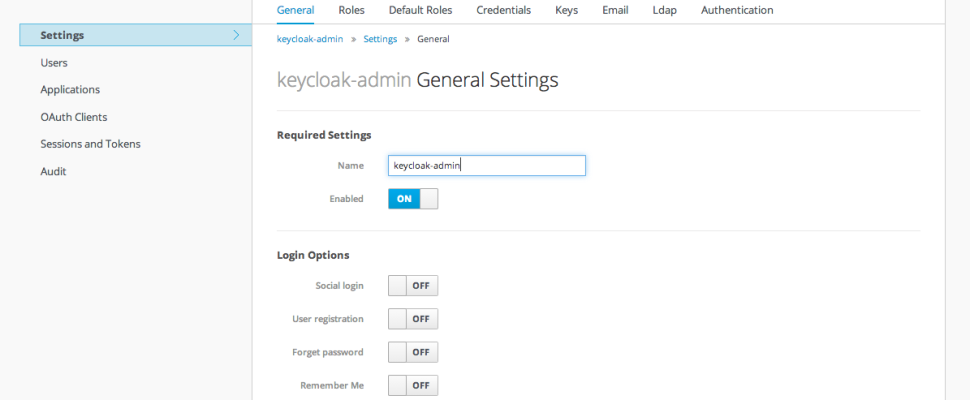 General Roles Default Roles Credentials Keys Email Ldap Authentication
Settings
Users
Applications
OAuth Clients
Sessions and Tokens
Audit
keycloak-admin » Settings » General
keycloak-admin General Settings
Required Settings
Name keycloak-admin
Enabled ON
Login Options
Social login OFF
User registration OFF
Forget password OFF
Remember Me OFF